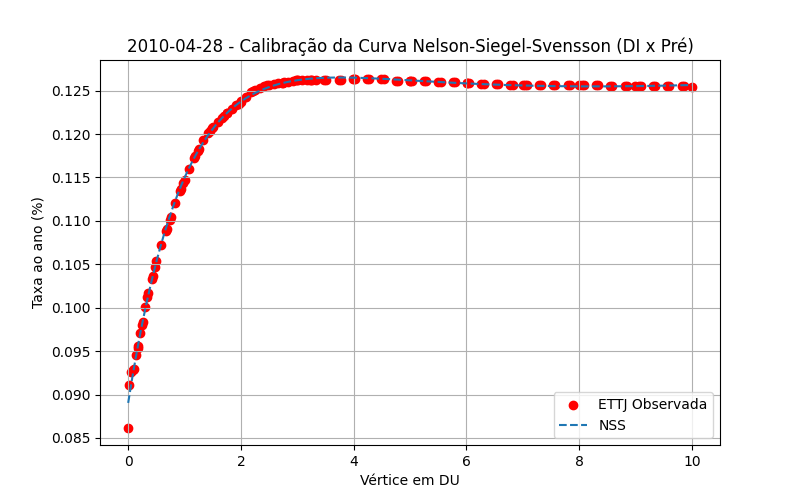 2010-04-28 - Calibração da Curva Nelson-Siegel-Svensson (DI x Pré)
Taxa ao ano (%)
0.125
0.120
0.115
0.110
0.105
0.100
0.095
0.090
0.085
0 2 4 6 8 10
Vértice em DU
ETTJ Observada
NSS